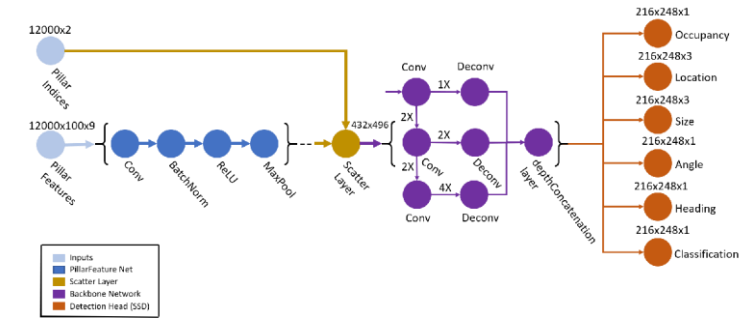 12000x2
Pillar
Indices
12000x100x9
Pillar
Features
Conv
BatchNorm
ReLU
MaxPool
432x496
Scatter
Layer
Conv
Deconv
1X
2X
2X
Conv
Deconv
2X
4X
Conv
Deconv
depthConcatenation
layer
216x248x1
Occupancy
216x248x3
Location
216x248x3
Size
216x248x1
Angle
216x248x1
Heading
216x248x1
Classification
Inputs
PillarFeature Net
Scatter Layer
Backbone Network
Detection Head (SSD)